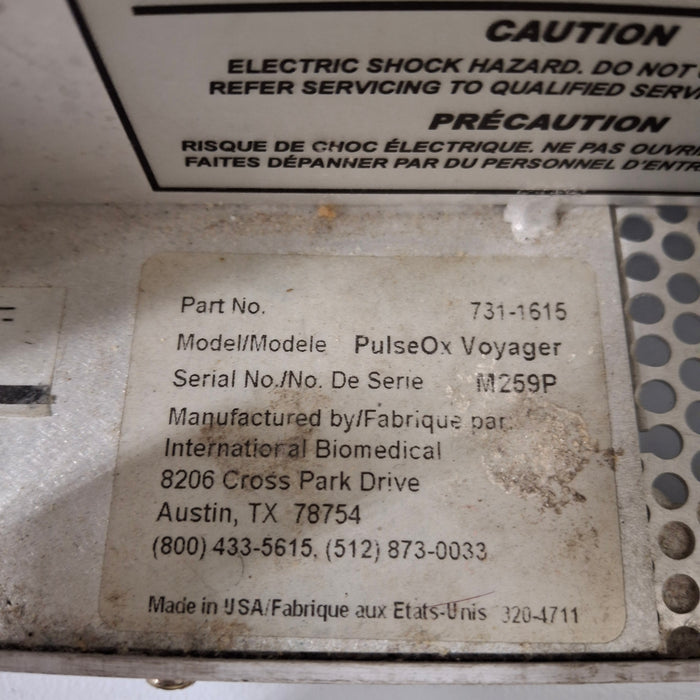 CAUTION
ELECTRIC SHOCK HAZARD. DO NOT
REFER SERVICING TO QUALIFIED
PRÉCAUTION
RISQUE DE CHOC ÉLECTRIQUE. NE PAS
FAITES DÉPANNER PAR DU PERSONNEL
Part No. 731-1615
Model/Modele PulseOx Voyager
Serial No./No. De Serie M259P
Manufactured by/Fabrique par:
International Biomedical
8206 Cross Park Drive
Austin, TX 78754
(800) 433-5615, (512) 873-0033
Made in USA/Fabrique aux Etats-Unis 320-4711